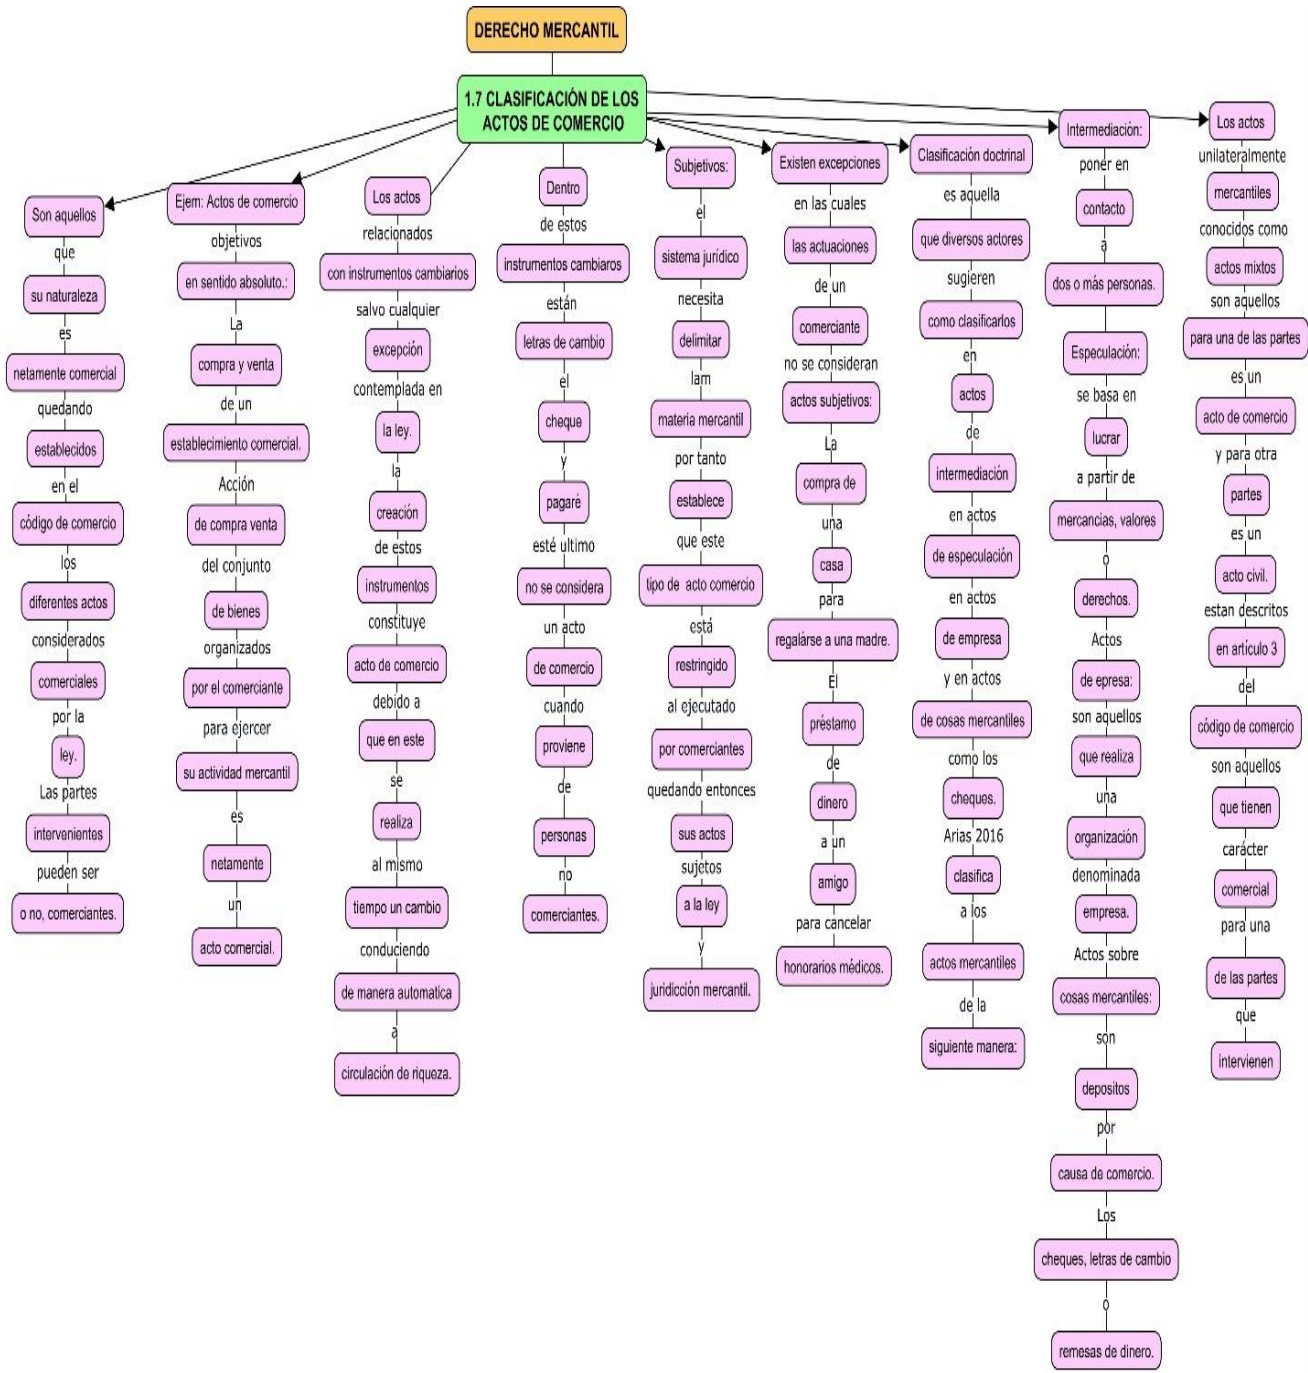 DERECHO MERCANTIL
1.7 CLASIFICACIÓN DE LOS
ACTOS DE COMERCIO
Son aquellos
que
su naturaleza
es
netamente comercial
quedando
establecidos
en el
código de comercio
los
diferentes actos
considerados
comerciales
por la
ley.
Las partes
intervenientes
pueden ser
o no, comerciantes.
Ejem: Actos de comercio
objetivos
en sentido absoluto.:
La
compra y venta
de un
establecimiento comercial.
Acción
de compra venta
del conjunto
de bienes
organizados
por el comerciante
para ejercer
su actividad mercantil
es
netamente
un
acto comercial.
Los actos
relacionados
con instrumentos cambiarios
salvo cualquier
excepción
contemplada en
la ley.
la
creación
de estos
instrumentos
constituye
acto de comercio
debido a
que en este
se
realiza
al mismo
tiempo un cambio
conduciendo
de manera automatica
a
circulación de riqueza.
Dentro
de estos
instrumentos cambiaros
están
letras de cambio
el
cheque
y
pagaré
esté ultimo
no se considera
un acto
de comercio
cuando
proviene
de
personas
no
comerciantes.
Subjetivos:
el
sistema jurídico
necesita
delimitar
lam
materia mercantil
por tanto
establece
que este
tipo de acto comercio
está
restringido
al ejecutado
por comerciantes
quedando entonces
sus actos
sujetos
a la ley
y
juridicción mercantil.
Existen excepciones
en las cuales
las actuaciones
de un
comerciante
no se consideran
actos subjetivos:
La
compra de
una
casa
para
regalárse a una madre.
El
préstamo
de
dinero
a un
amigo
para cancelar
honorarios médicos.
Clasificación doctrinal
es aquella
que diversos actores
sugieren
como clasificarlos
en
actos
de
intermediación
en actos
de especulación
en actos
de empresa
y en actos
de cosas mercantiles
como los
cheques.
Arias 2016
clasifica
a los
actos mercantiles
de la
siguiente manera:
Intermediación:
poner en
contacto
a
dos o más personas.
Especulación:
se basa en
lucrar
a partir de
mercancias, valores
o
derechos.
Actos
de epresa:
son aquellos
que realiza
una
organización
denominada
empresa.
Actos sobre
cosas mercantiles:
son
depositos
por
causa de comercio.
Los
cheques, letras de cambio
o
remesas de dinero.
Los actos
unilateralmente
mercantiles
conocidos como
actos mixtos
son aquellos
para una de las partes
es un
acto de comercio
y para otra
partes
es un
acto civil.
estan descritos
en artículo 3
del
código de comercio
son aquellos
que tienen
carácter
comercial
para una
de las partes
que
intervienen